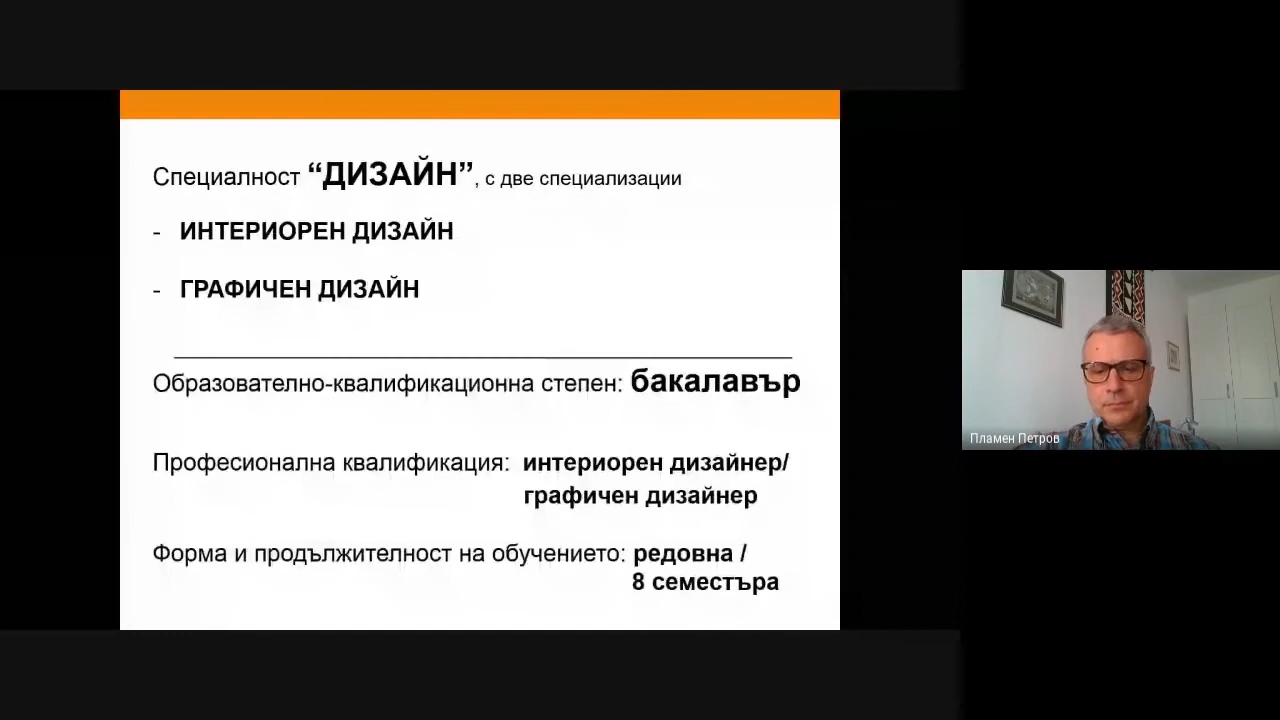 Специалност “ДИЗАЙН”, с две специализации
- ИНТЕРИОРЕН ДИЗАЙН
- ГРАФИЧЕН ДИЗАЙН
Образователно-квалификационна степен: бакалавър
Професионална квалификация: интериорен дизайнер/
графичен дизайнер
Форма и продължителност на обучението: редовна /
8 семестъра
Пламен Петров